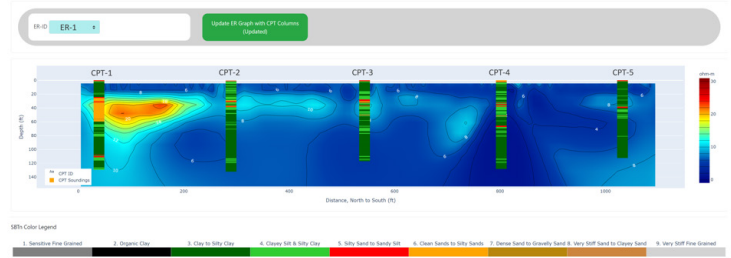 ER-ID ER-1
Update ER Graph with CPT Columns
(Updated)
CPT-1 CPT-2 CPT-3 CPT-4 CPT-5
ohm-m
0
20
40
60
80
100
120
140
Depth (ft)
30
20
10
0
CPT ID
CPT Soundings
0 200 400 600 800 1000
Distance, North to South (ft)
SBTn Color Legend
1. Sensitive Fine Grained 2. Organic Clay 3. Clay to Silty Clay 4. Clayey Silt & Silty Clay 5. Silty Sand to Sandy Silt 6. Clean Sands to Silty Sands 7. Dense Sand to Gravelly Sand 8. Very Stiff Sand to Clayey Sand 9. Very Stiff Fine Grained